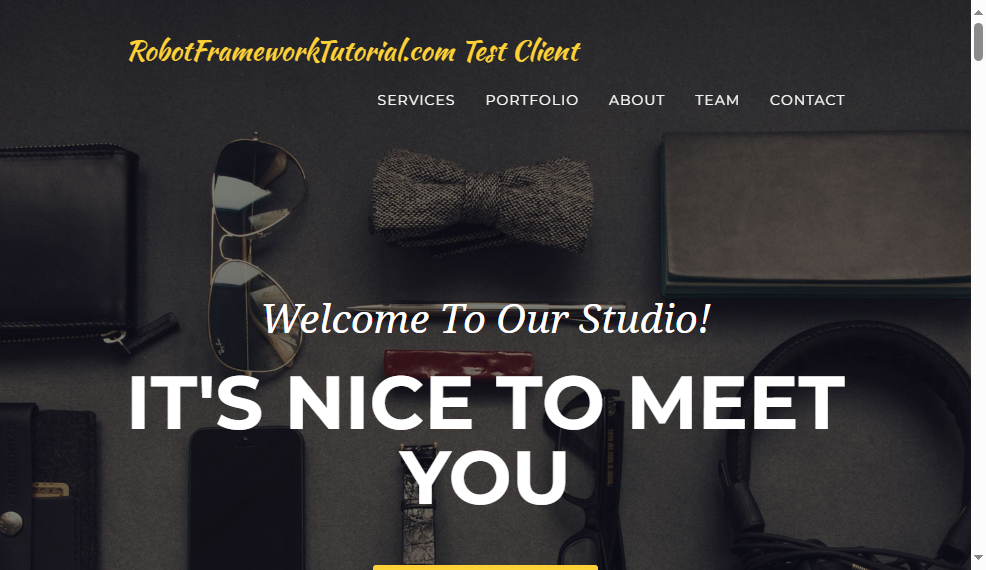 RobotFrameworkTutorial.com Test Client
SERVICES PORTFOLIO ABOUT TEAM CONTACT
Welcome To Our Studio!
IT'S NICE TO MEET
YOU